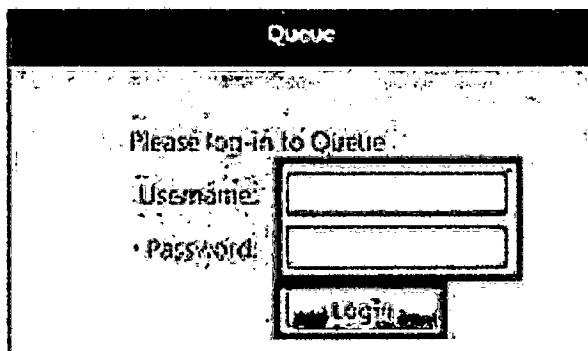 Queue
Please log-in to Queue
Username:
Password:
Login